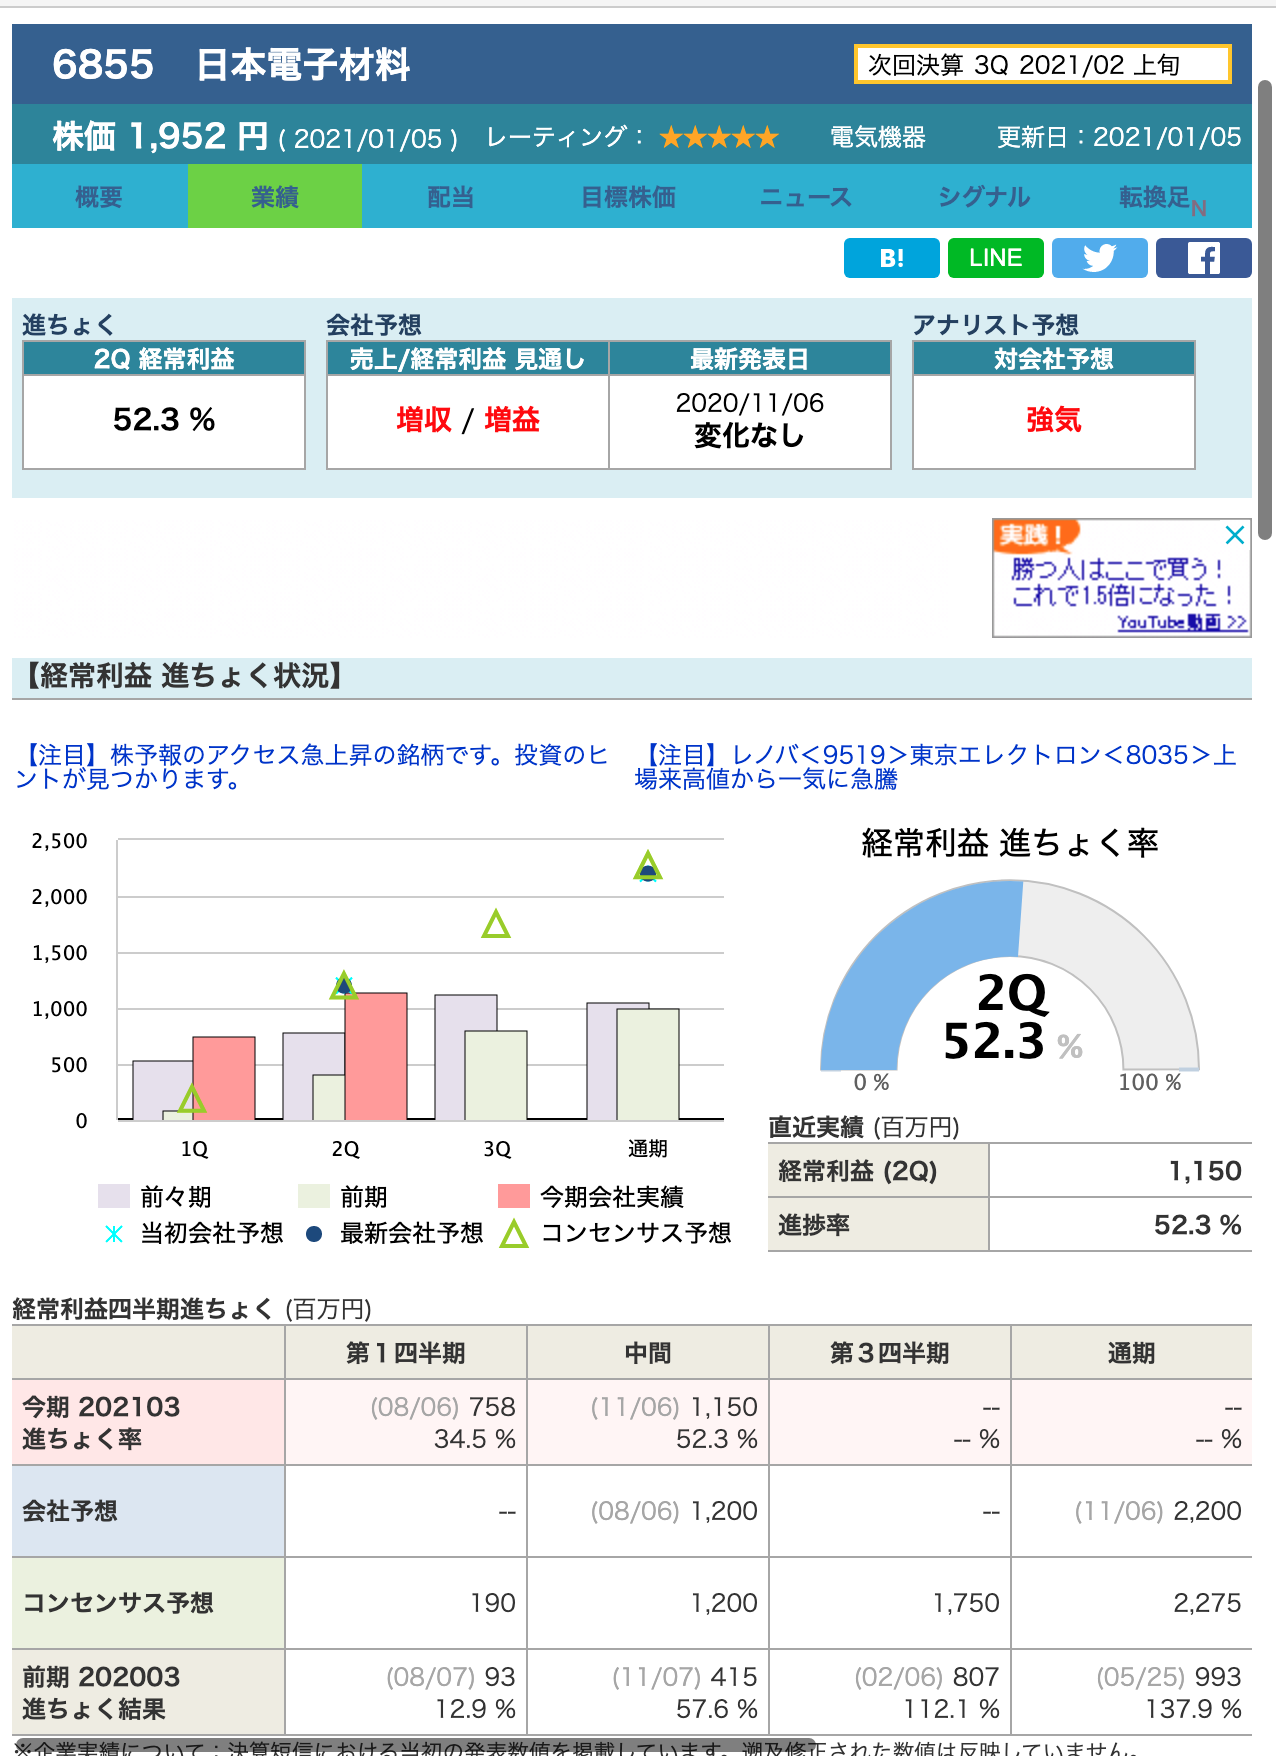 6855 日本電子材料
次回決算 3Q 2021/02 上旬
株価 1,952 円 ( 2021/01/05 ) レーティング： ★★★★★ 電気機器 更新日：2021/01/05
概要 業績 配当 目標株価 ニュース シグナル 転換足N
B! LINE
進ちょく 会社予想 アナリスト予想
2Q 経常利益 売上/経常利益 見通し 最新発表日 対会社予想
52.3 % 増収 / 増益 2020/11/06 強気
変化なし
実践！
勝つ人はここで買う！
これで1.5倍になった！
YouTube動画 >>
【経常利益 進ちょく状況】
【注目】株予報のアクセス急上昇の銘柄です。投資のヒ
ントが見つかります。
【注目】レノバ<9519>東京エレクトロン<8035>上
場来高値から一気に急騰
2,500
2,000
1,500
1,000
500
0
1Q 2Q 3Q 通期
前々期 前期 今期会社実績
当初会社予想 最新会社予想 コンセンサス予想
経常利益 進ちょく率
2Q
52.3 %
0 % 100 %
直近実績 (百万円)
経常利益 (2Q) 1,150
進捗率 52.3 %
経常利益四半期進ちょく (百万円)
第１四半期 中間 第３四半期 通期
今期 202103 (08/06) 758 (11/06) 1,150 -- --
進ちょく率 34.5 % 52.3 % -- % -- %
会社予想 -- (08/06) 1,200 -- (11/06) 2,200
コンセンサス予想 190 1,200 1,750 2,275
前期 202003 (08/07) 93 (11/07) 415 (02/06) 807 (05/25) 993
進ちょく結果 12.9 % 57.6 % 112.1 % 137.9 %
※企業実績について：決算短信における当初の発表数値を掲載しています。遡及修正された数値は反映していません。